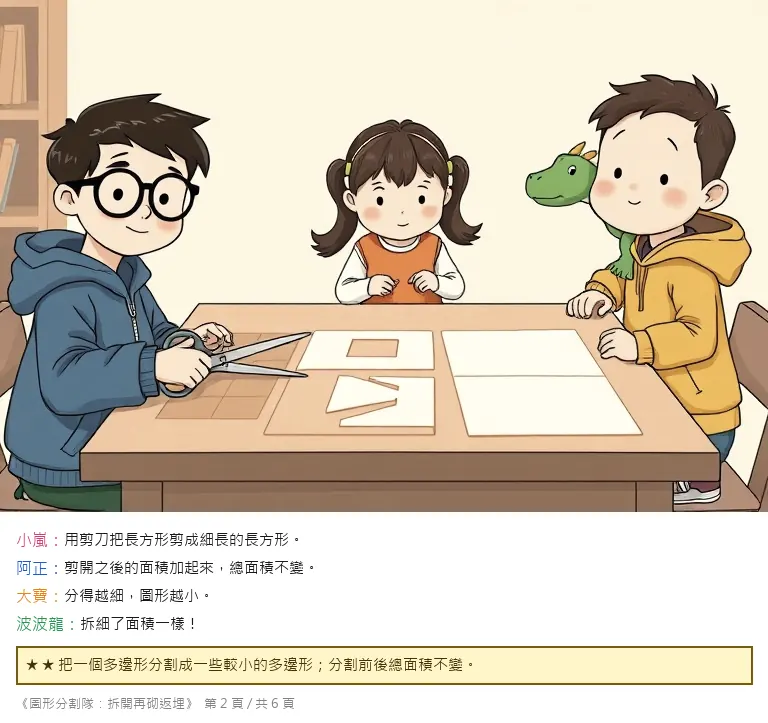 小嵐：用剪刀把長方形剪成細長的長方形。
阿正：剪開之後的面積加起來，總面積不變。
大寶：分得越細，圖形越小。
波波龍：拆細了面積一樣！
★★把一個多邊形分割成一些較小的多邊形；分割前後總面積不變。
《圖形分割隊：拆開再砌返埋》 第 2 頁 / 共 6 頁